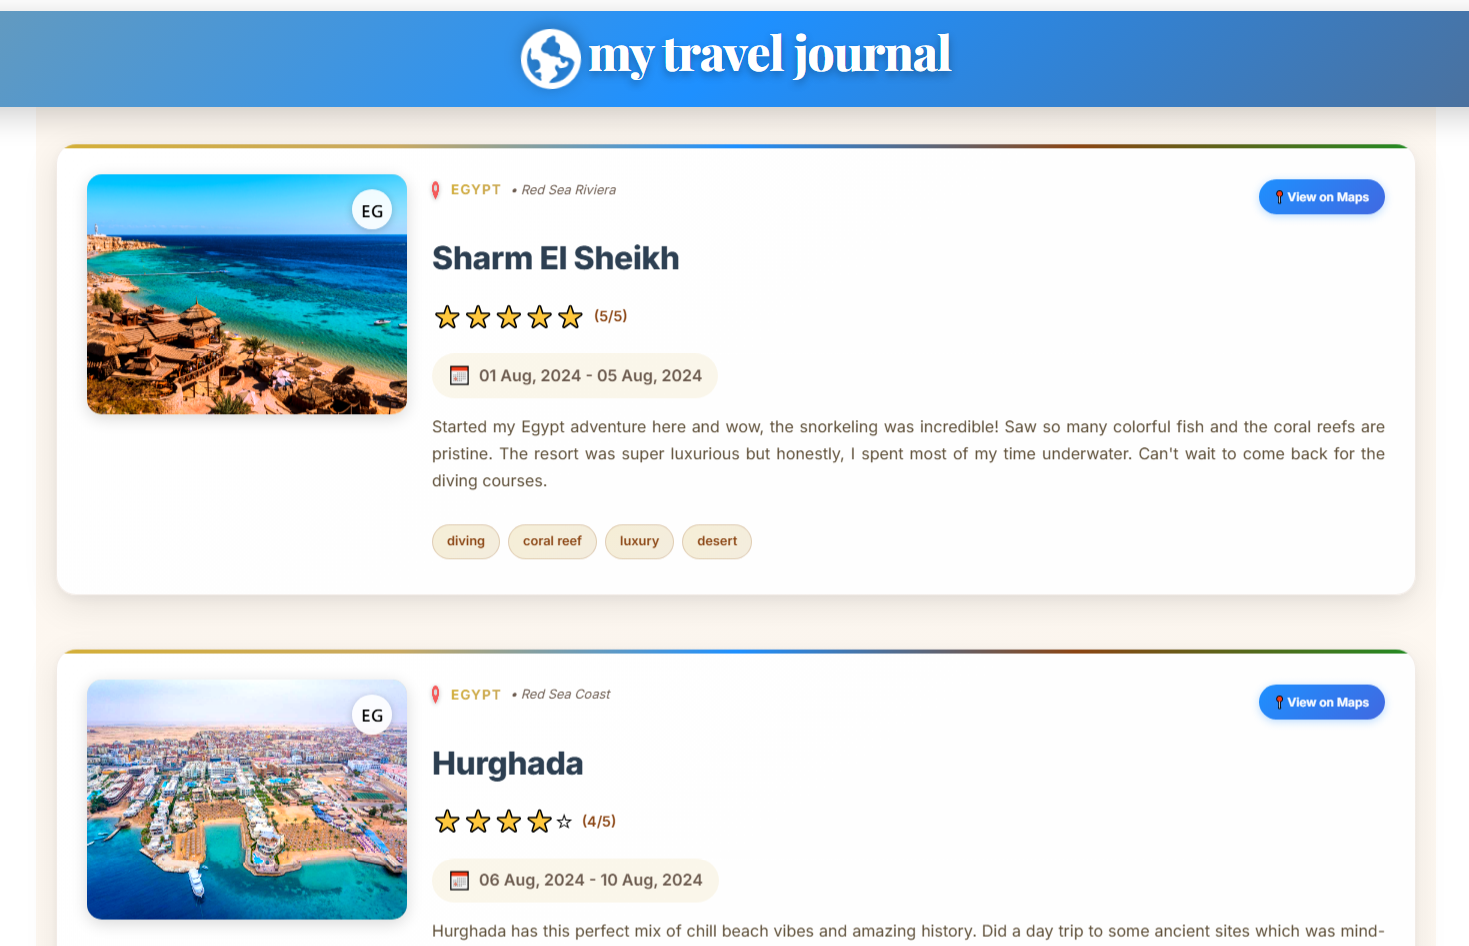 my travel journal
EG
EGYPT • Red Sea Riviera
View on Maps
Sharm El Sheikh
(5/5)
01 Aug, 2024 - 05 Aug, 2024
Started my Egypt adventure here and wow, the snorkeling was incredible! Saw so many colorful fish and the coral reefs are
pristine. The resort was super luxurious but honestly, I spent most of my time underwater. Can't wait to come back for the
diving courses.
diving coral reef luxury desert
EG
EGYPT • Red Sea Coast
View on Maps
Hurghada
(4/5)
06 Aug, 2024 - 10 Aug, 2024
Hurghada has this perfect mix of chill beach vibes and amazing history. Did a day trip to some ancient sites which was mind-